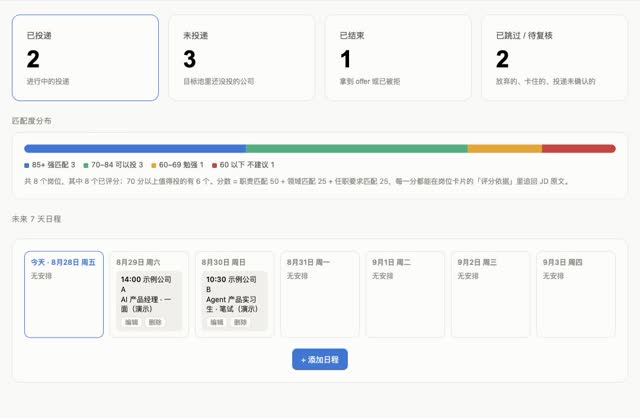 已投递
2
进行中的投递
未投递
3
目标池里还没投的公司
已结束
1
拿到 offer 或已被拒
已跳过 / 待复核
2
放弃的、卡住的、投递未确认的
匹配度分布
85+ 强匹配 3
70–84 可以投 3
60–69 勉强 1
60 以下 不建议 1
共 8 个岗位，其中 8 个已评分；70 分以上值得投的有 6 个。分数 = 职责匹配 50 + 领域匹配 25 + 任职要求匹配 25，每一分都能在岗位卡片的「评分依据」里追回 JD 原文。
未来 7 天日程
今天 · 8月28日 周五
无安排
8月29日 周六
14:00 示例公司
A
AI 产品经理 · 一
面（演示）
编辑 删除
8月30日 周日
10:30 示例公司
B
Agent 产品实习
生 · 笔试（演示）
编辑 删除
8月31日 周一
无安排
9月1日 周二
无安排
9月2日 周三
无安排
9月3日 周四
无安排
+ 添加日程